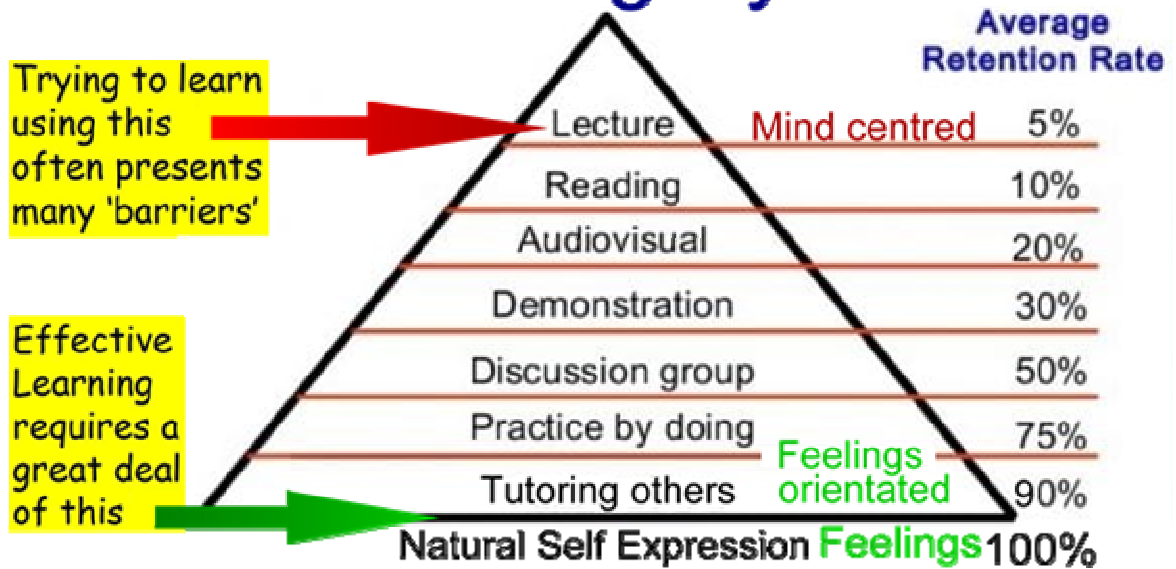 Average
Retention Rate
Trying to learn
using this
often presents
many 'barriers'
Lecture Mind centred 5%
Reading 10%
Audiovisual 20%
Demonstration 30%
Discussion group 50%
Practice by doing 75%
Effective
Learning
requires a
great deal
of this
Tutoring others Feelings orientated 90%
Natural Self Expression Feelings 100%